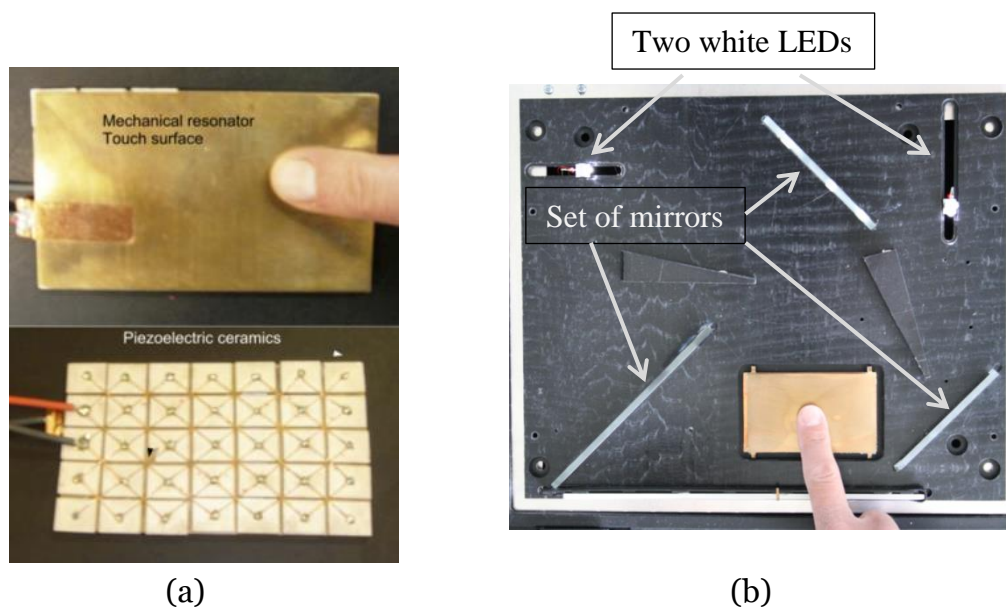 Two white LEDs
Mechanical resonator
Touch surface
Set of mirrors
Piezoelectric ceramics
(a)
(b)